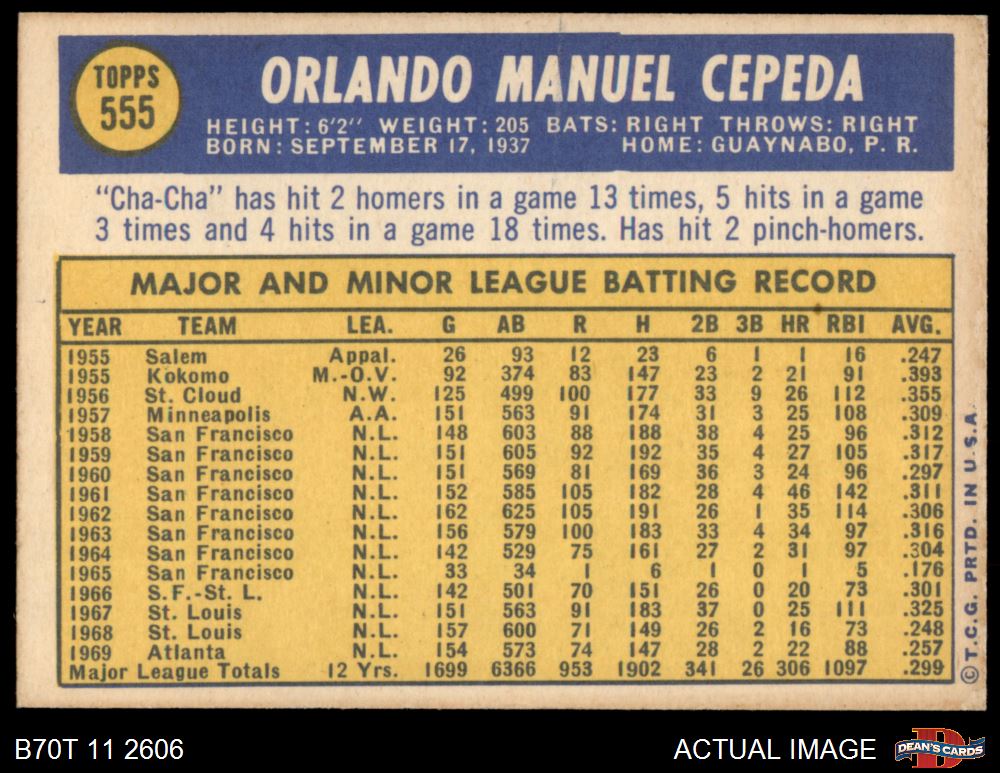 TOPPS
555
ORLANDO MANUEL CEPEDA
HEIGHT: 6'2" WEIGHT: 205 BATS: RIGHT THROWS: RIGHT
BORN: SEPTEMBER 17, 1937 HOME: GUAYNABO, P. R.
"Cha-Cha" has hit 2 homers in a game 13 times, 5 hits in a game
3 times and 4 hits in a game 18 times. Has hit 2 pinch-homers.
MAJOR AND MINOR LEAGUE BATTING RECORD
YEAR TEAM LEA. G AB R H 2B 3B HR RBI AVG.
1955 Salem Appal. 26 93 12 23 6 1 1 16 .247
1955 Kokomo M.-O.V. 92 374 83 147 23 2 21 91 .393
1956 St. Cloud N.W. 125 499 100 177 33 9 26 112 .355
1957 Minneapolis A.A. 151 563 91 174 31 3 25 108 .309
1958 San Francisco N.L. 148 603 88 188 38 4 25 96 .312
1959 San Francisco N.L. 151 605 92 192 35 4 27 105 .317
1960 San Francisco N.L. 151 569 81 169 36 3 24 96 .297
1961 San Francisco N.L. 152 585 105 182 28 4 46 142 .311
1962 San Francisco N.L. 162 625 105 191 26 1 35 114 .306
1963 San Francisco N.L. 156 579 100 183 33 4 34 97 .316
1964 San Francisco N.L. 142 529 75 161 27 2 31 97 .304
1965 San Francisco N.L. 33 34 1 6 1 0 1 5 .176
1966 S.F.-St. L. N.L. 142 501 70 151 26 0 20 73 .301
1967 St. Louis N.L. 151 563 91 183 37 0 25 111 .325
1968 St. Louis N.L. 157 600 71 149 26 2 16 73 .248
1969 Atlanta N.L. 154 573 74 147 28 2 22 88 .257
Major League Totals 12 Yrs. 1699 6366 953 1902 341 26 306 1097 .299
© T.C.G. PRTD. IN U.S.A.
B70T 11 2606
ACTUAL IMAGE
DEAN'S CARDS